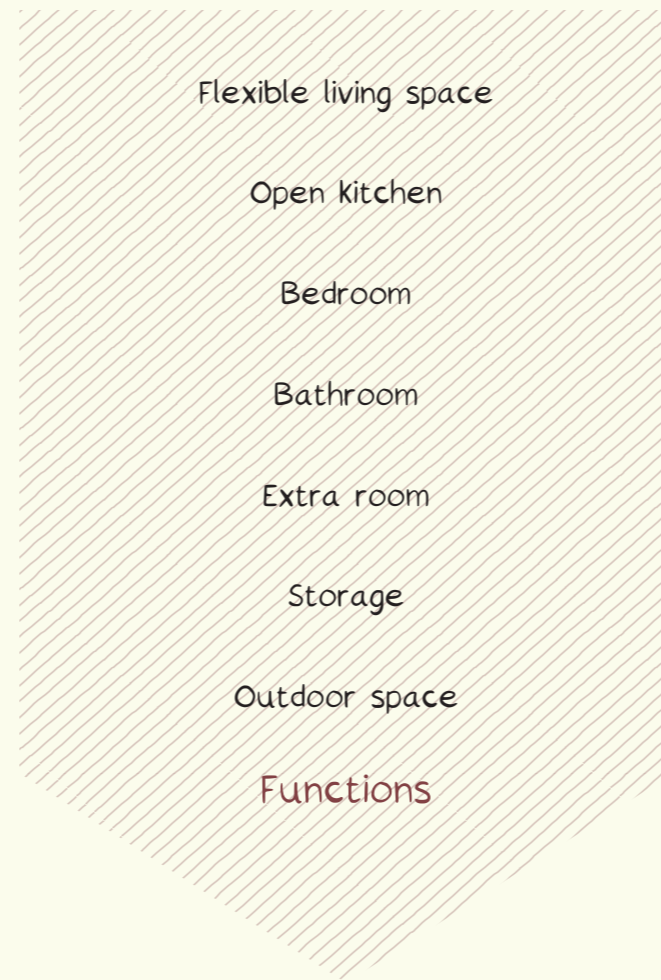 Flexible living space
Open kitchen
Bedroom
Bathroom
Extra room
Storage
Outdoor space
Functions